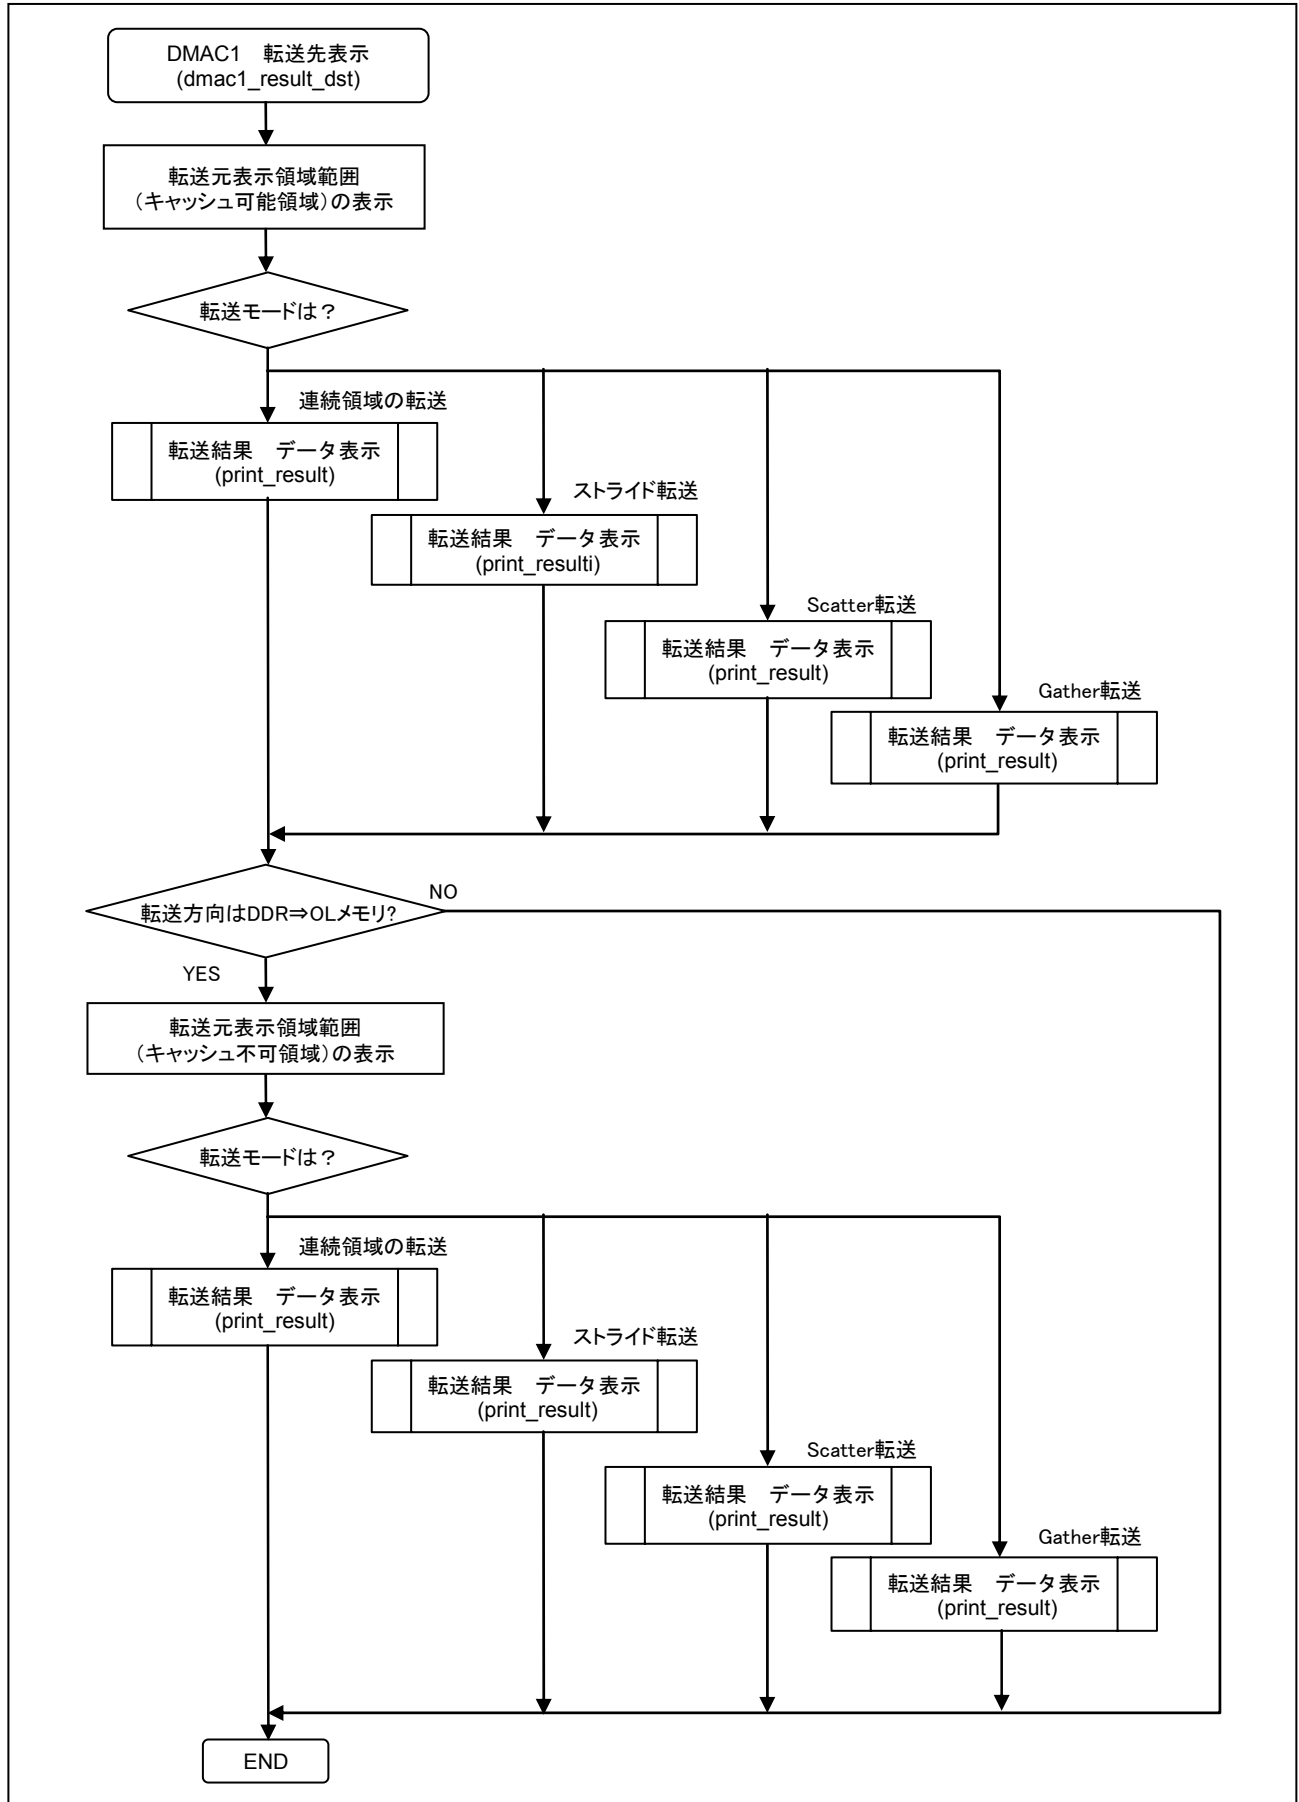 DMAC1　転送先表示
(dmac1_result_dst)
転送元表示領域範囲
（キャッシュ可能領域）の表示
転送モードは？
連続領域の転送
転送結果　データ表示
(print_result)
ストライド転送
転送結果　データ表示
(print_resulti)
Scatter転送
転送結果　データ表示
(print_result)
Gather転送
転送結果　データ表示
(print_result)
転送方向はDDR⇒OLメモリ?
NO
YES
転送元表示領域範囲
（キャッシュ不可領域）の表示
転送モードは？
連続領域の転送
転送結果　データ表示
(print_result)
ストライド転送
転送結果　データ表示
(print_result)
Scatter転送
転送結果　データ表示
(print_result)
Gather転送
転送結果　データ表示
(print_result)
END